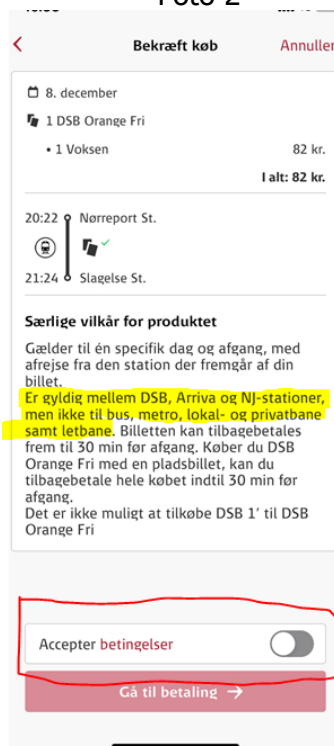 Foto 2
Bekræft køb
Annuller
8. december
1 DSB Orange Fri
• 1 Voksen 82 kr.
I alt: 82 kr.
20:22 Nørreport St.
21:24 Slagelse St.
Særlige vilkår for produktet
Gælder til én specifik dag og afgang, med
afrejse fra den station der fremgår af din
billet.
Er gyldig mellem DSB, Arriva og NJ-stationer,
men ikke til bus, metro, lokal- og privatbane
samt letbane. Billetten kan tilbagebetales
frem til 30 min før afgang. Køber du DSB
Orange Fri med en pladsbillet, kan du
tilbagebetale hele købet indtil 30 min før
afgang.
Det er ikke muligt at tilkøbe DSB 1' til DSB
Orange Fri
Accepter betingelser
Gå til betaling →